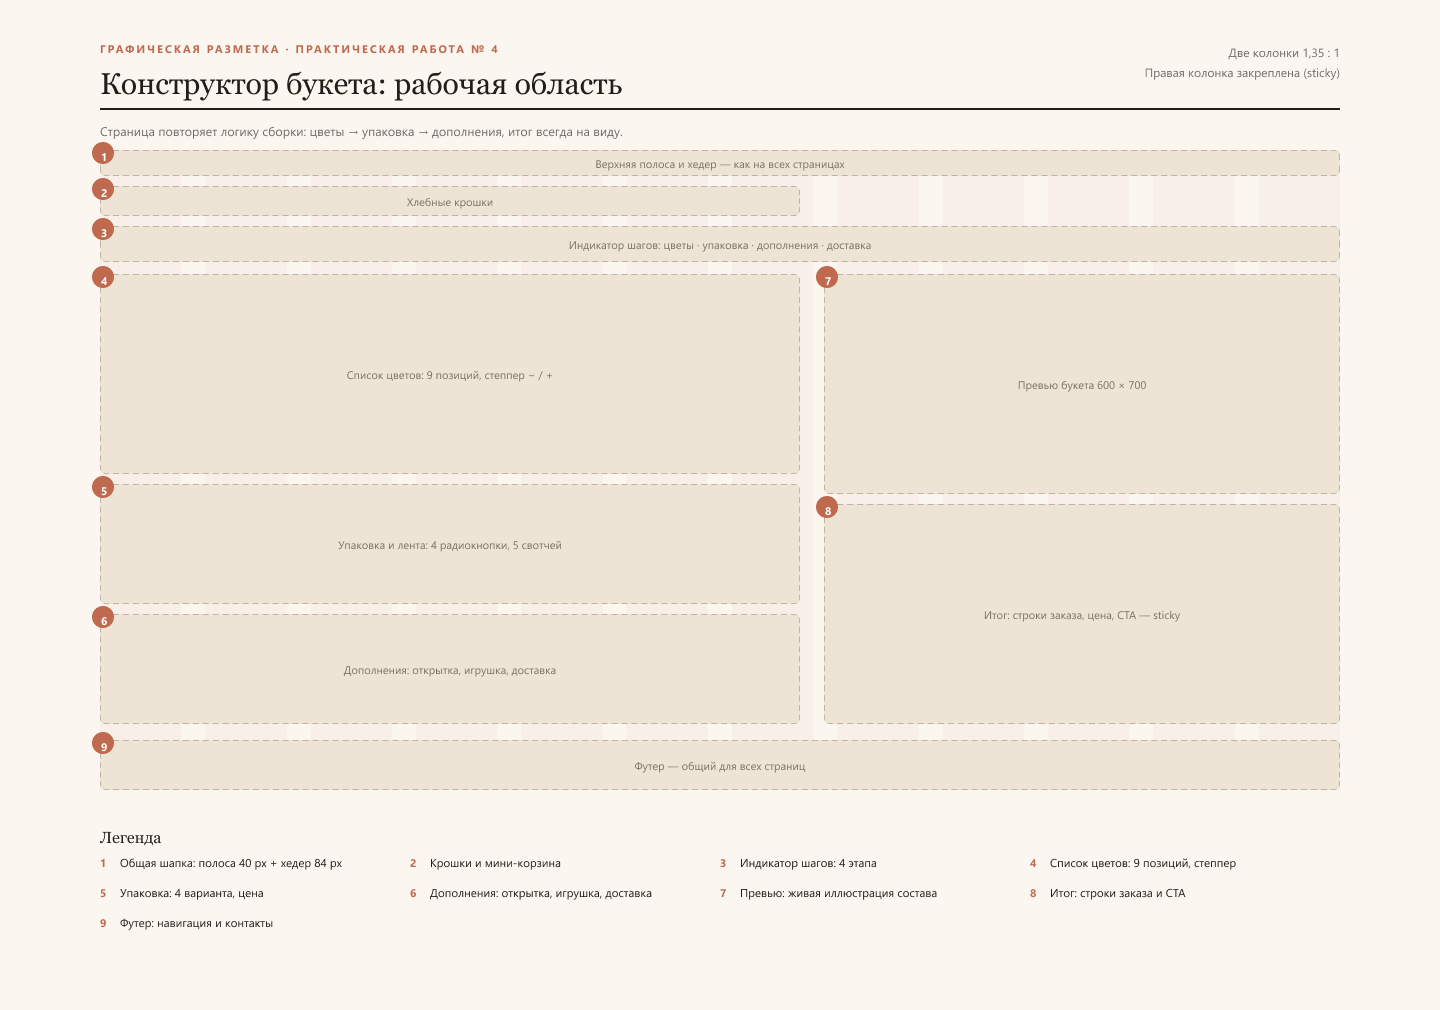 ГРАФИЧЕСКАЯ РАЗМЕТКА · ПРАКТИЧЕСКАЯ РАБОТА № 4
Конструктор букета: рабочая область
Две колонки 1,35 : 1
Правая колонка закреплена (sticky)
Страница повторяет логику сборки: цветы → упаковка → дополнения, итог всегда на виду.
1
Верхняя полоса и хедер — как на всех страницах
2
Хлебные крошки
3
Индикатор шагов: цветы · упаковка · дополнения · доставка
4
Список цветов: 9 позиций, степпер − / +
5
Упаковка и лента: 4 радиокнопки, 5 свотчей
6
Дополнения: открытка, игрушка, доставка
7
Превью букета 600 × 700
8
Итог: строки заказа, цена, CTA — sticky
9
Футер — общий для всех страниц
Легенда
1 Общая шапка: полоса 40 px + хедер 84 px
2 Крошки и мини-корзина
3 Индикатор шагов: 4 этапа
4 Список цветов: 9 позиций, степпер
5 Упаковка: 4 варианта, цена
6 Дополнения: открытка, игрушка, доставка
7 Превью: живая иллюстрация состава
8 Итог: строки заказа и CTA
9 Футер: навигация и контакты